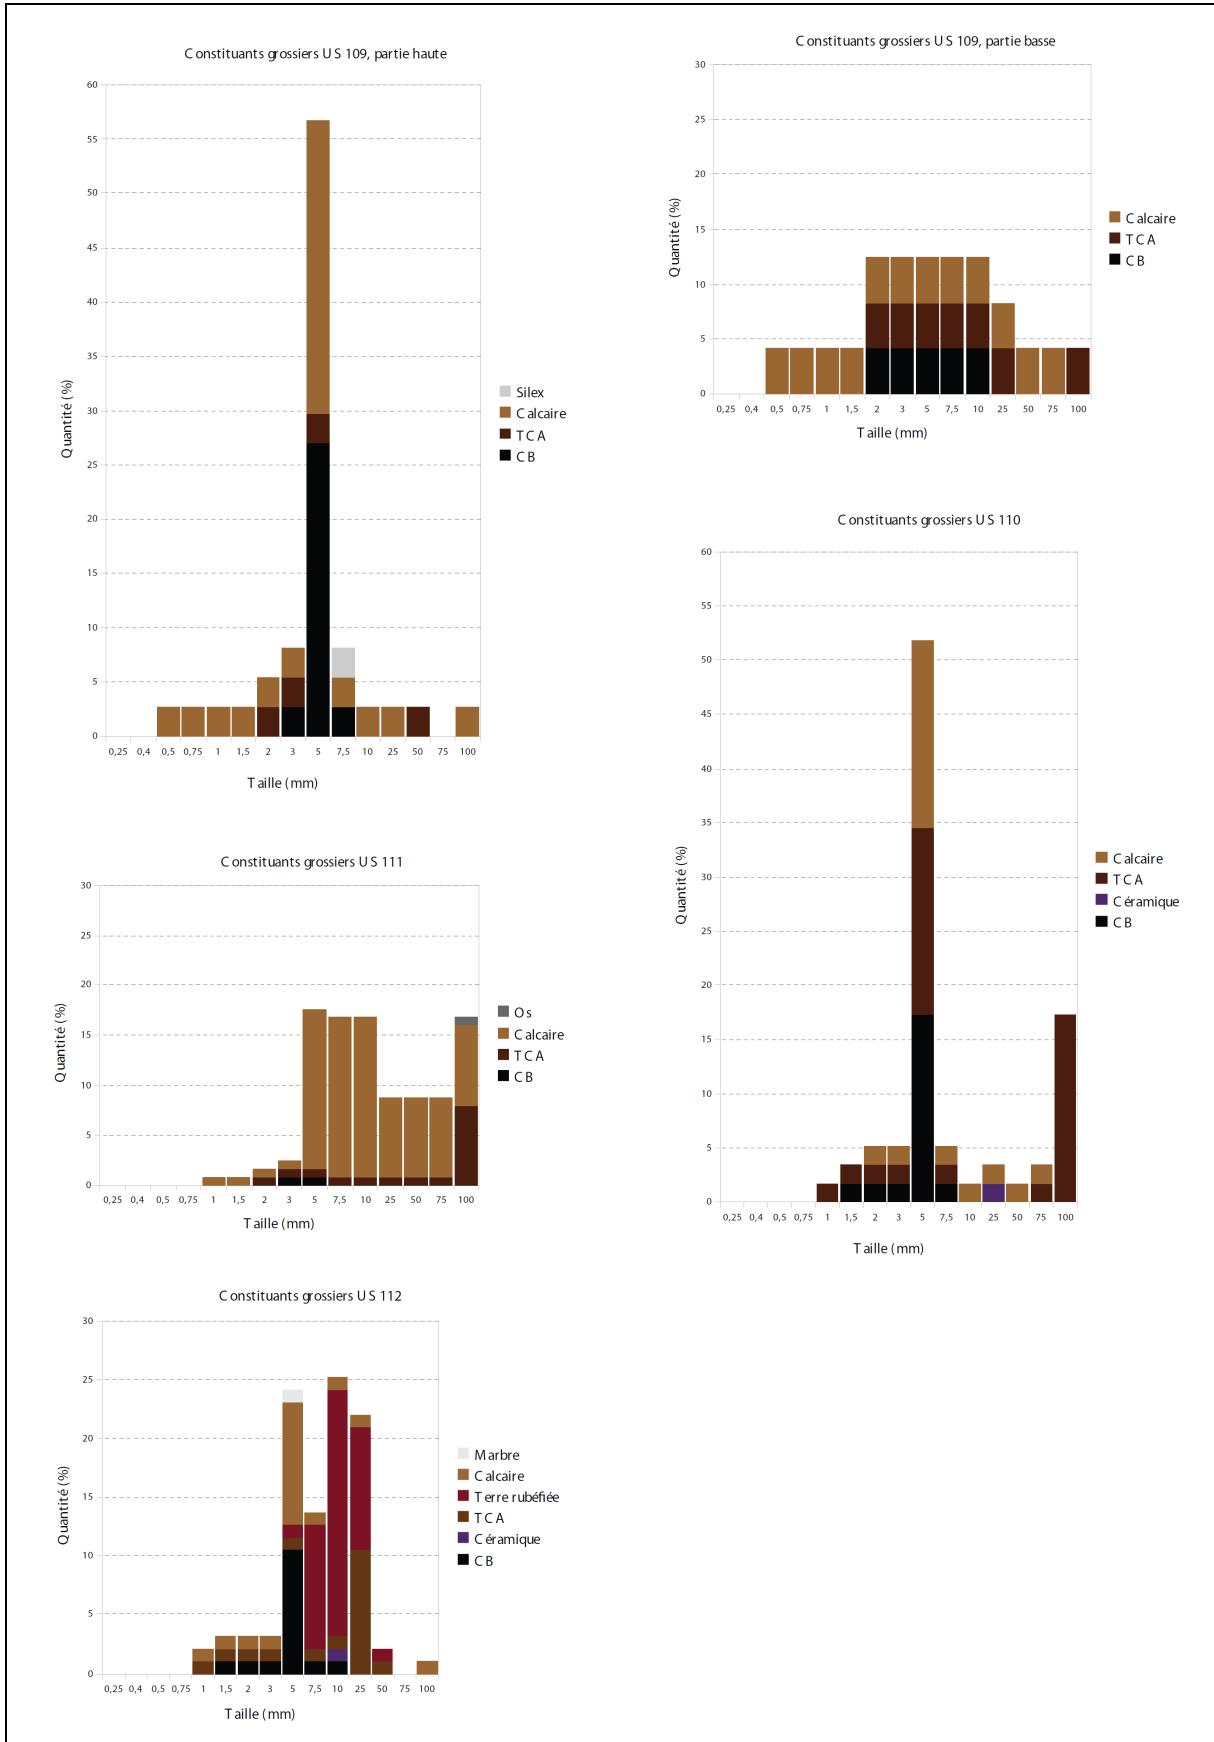 Constituants grossiers US 109, partie haute
60
55
50
45
40
35
30
25
20
15
10
5
0
Quantité (%)
0,25 0,4 0,5 0,75 1 1,5 2 3 5 7,5 10 25 50 75 100
Taille (mm)
Silex
Calcaire
TCA
CB
Constituants grossiers US 109, partie basse
30
25
20
15
10
5
0
Quantité (%)
0,25 0,4 0,5 0,75 1 1,5 2 3 5 7,5 10 25 50 75 100
Taille (mm)
Calcaire
TCA
CB
Constituants grossiers US 110
60
55
50
45
40
35
30
25
20
15
10
5
0
Quantité (%)
0,25 0,4 0,5 0,75 1 1,5 2 3 5 7,5 10 25 50 75 100
Taille (mm)
Calcaire
TCA
Céramique
CB
Constituants grossiers US 111
30
25
20
15
10
5
0
Quantité (%)
0,25 0,4 0,5 0,75 1 1,5 2 3 5 7,5 10 25 50 75 100
Taille (mm)
Os
Calcaire
TCA
CB
Constituants grossiers US 112
30
25
20
15
10
5
0
Quantité (%)
0,25 0,4 0,5 0,75 1 1,5 2 3 5 7,5 10 25 50 75 100
Taille (mm)
Marbre
Calcaire
Terre rubéfiée
TCA
Céramique
CB